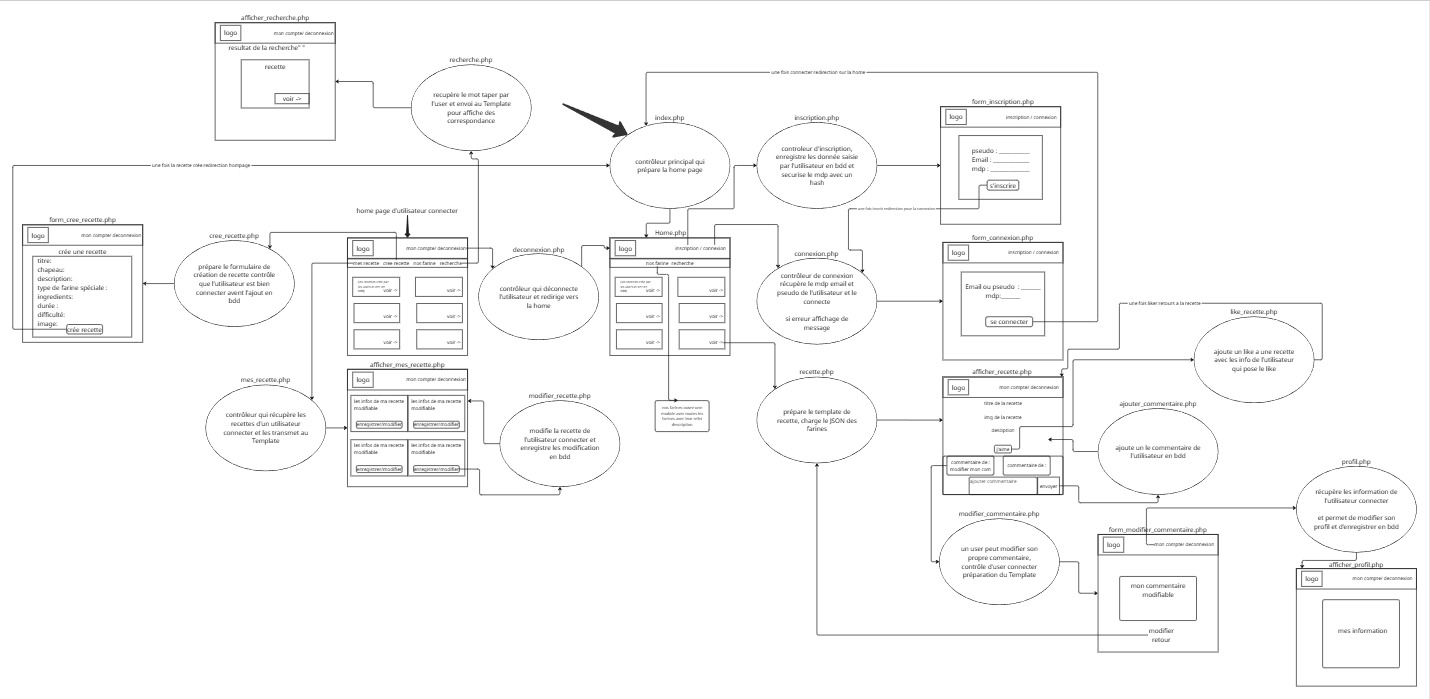 afficher_recherche.php
logo
mon compte/ deconnexion
resultat de la recherche" "
recette
voir ->
recherche.php
recupère le mot taper par
l'user et envoi au Template
pour affiche des
correspondance
une fois connecter redirection sur la home
index.php
contrôleur principal qui
prépare la home page
inscription.php
controleur d'inscription,
enregistre les donnée saisie
par l'utilisateur en bdd et
securise le mdp avec un
hash
form_inscription.php
logo
inscription / connexion
pseudo : ________
Email : ________
mdp : ________
s'inscrire
une fois la recette crée redirection hompage
une fois inscrit redirection pour la connexion
form_cree_recette.php
logo
mon compte/ deconnexion
crée une recette
titre:
chapeau:
description:
type de farine spéciale :
ingredients:
durée :
difficulté:
image:
crée recette
cree_recette.php
prépare le formulaire de
création de recette contrôle
que l'utilisateur est bien
connecter avent l'ajout en
bdd
home page d'utilisateur connecter
logo
mon compte/ deconnexion
mes recette
cree recette
nos farine
recherche
voir ->
voir ->
voir ->
voir ->
voir ->
voir ->
deconnexion.php
contrôleur qui déconnecte
l'utilisateur et redirige vers
la home
Home.php
logo
inscription / connexion
nos farine
recherche
voir ->
voir ->
voir ->
voir ->
voir ->
voir ->
connexion.php
contrôleur de connexion
récupère le mdp email et
pseudo de l'utilisateur et le
connecte
si erreur affichage de
message
form_connexion.php
logo
inscription / connexion
Email ou pseudo : _____
mdp:_____
se connecter
une fois liker retours a la recette
like_recette.php
ajoute un like a une recette
avec les info de l'utilisateur
qui pose le like
mes_recette.php
contrôleur qui récupère les
recettes d'un utilisateur
connecter et les transmet au
Template
afficher_mes_recette.php
logo
mon compte/ deconnexion
les infos de ma recette
modifiable
enregistrer/modifier
les infos de ma recette
modifiable
enregistrer/modifier
les infos de ma recette
modifiable
enregistrer/modifier
les infos de ma recette
modifiable
enregistrer/modifier
modifier_recette.php
modifie la recette de
l'utilisateur connecter et
enregistre les modification
en bdd
recette.php
prépare le template de
recette, charge le JSON des
farines
afficher_recette.php
logo
mon compte/ deconnexion
titre de la recette
img de la recette
j'aime
commentaire de :
modifier mon com
commentaire de :
ajouter commentaire
envoyer
ajouter_commentaire.php
ajoute un le commentaire de
l'utilisateur en bdd
modifier_commentaire.php
un user peut modifier son
propre commentaire,
contrôle d'user connecter
préparation du Template
form_modifier_commentaire.php
logo
mon compte/ deconnexion
mon commentaire
modifiable
modifier
retour
profil.php
récupère les information de
l'utilisateur connecter
et permet de modifier son
profil et d'enregistrer en bdd
afficher_profil.php
logo
mon compte/ deconnexion
mes information